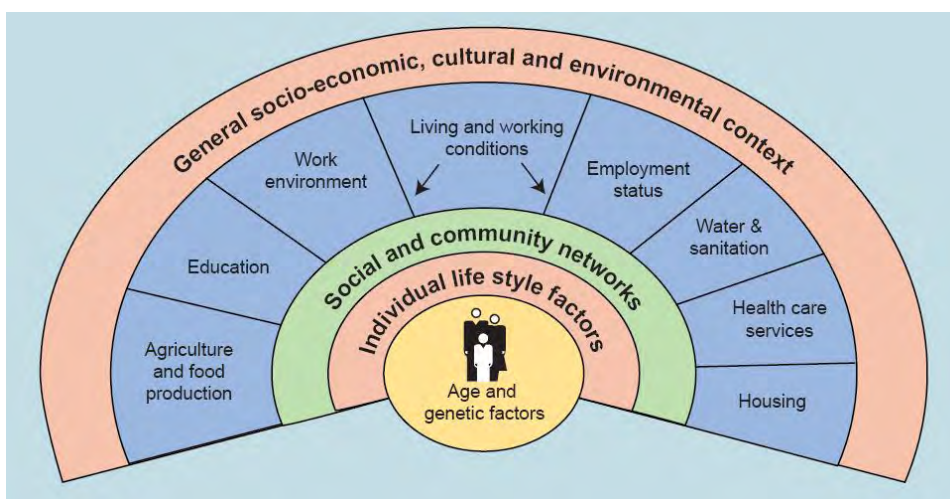 General socio-economic, cultural and environmental context
Living and working
conditions
Work
environment
Employment
status
Education
Water &
sanitation
Agriculture
and food
production
Health care
services
Housing
Social and community networks
Individual life style factors
Age and
genetic factors